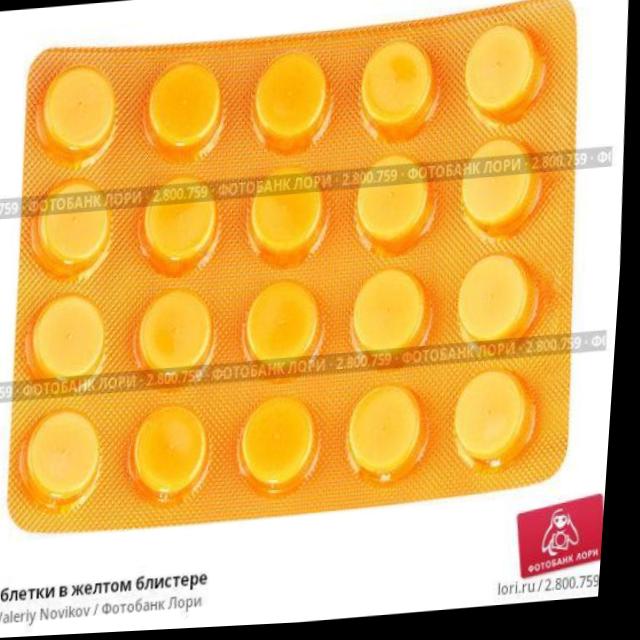 759 · ФОТОБАНК ЛОРИ · 2.800.759 · ФОТОБАНК ЛОРИ · 2.800.759 · ФОТОБАНК ЛОРИ · 2.800.759 · ФО
759 · ФОТОБАНК ЛОРИ · 2.800.759 · ФОТОБАНК ЛОРИ · 2.800.759 · ФОТОБАНК ЛОРИ · 2.800.759 · ФО
ФОТОБАНК ЛОРИ
блетки в желтом блистере
Valeriy Novikov / Фотобанк Лори
lori.ru / 2.800.759